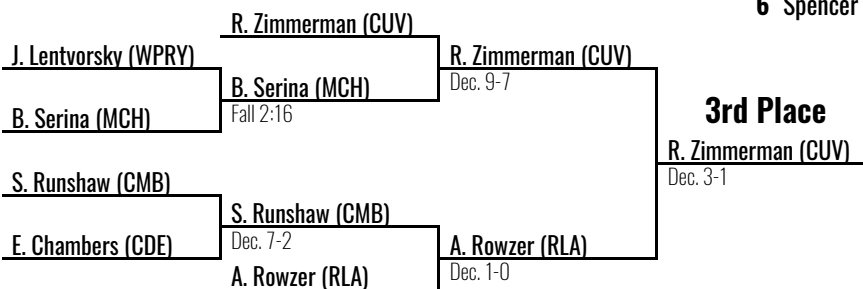 6 Spencer
R. Zimmerman (CUV)
J. Lentvorsky (WPRY)
R. Zimmerman (CUV)
B. Serina (MCH)
Dec. 9-7
B. Serina (MCH)
Fall 2:16
3rd Place
R. Zimmerman (CUV)
Dec. 3-1
S. Runshaw (CMB)
S. Runshaw (CMB)
E. Chambers (CDE)
Dec. 7-2
A. Rowzer (RLA)
A. Rowzer (RLA)
Dec. 1-0